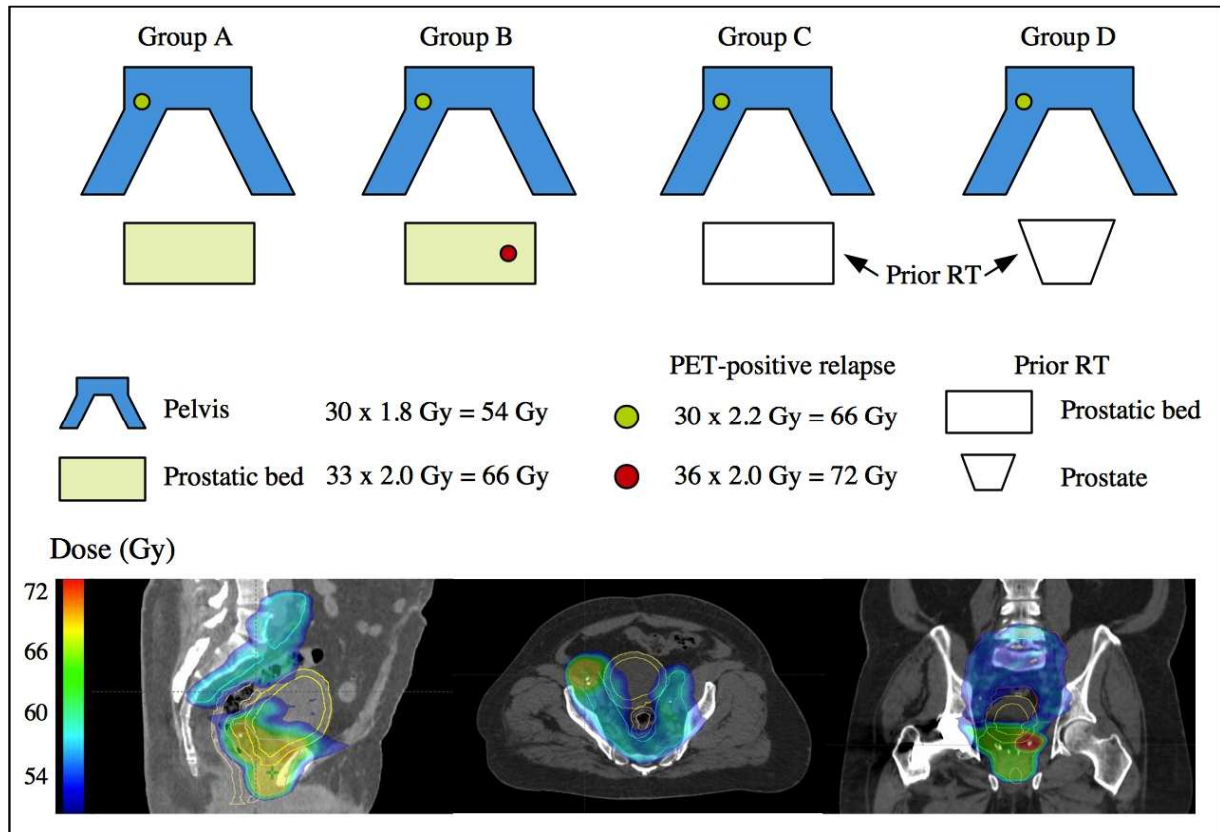 Group A Group B Group C Group D
Prior RT
PET-positive relapse Prior RT
Pelvis 30 x 1.8 Gy = 54 Gy 30 x 2.2 Gy = 66 Gy Prostatic bed
Prostatic bed 33 x 2.0 Gy = 66 Gy 36 x 2.0 Gy = 72 Gy Prostate
Dose (Gy)
72
66
60
54